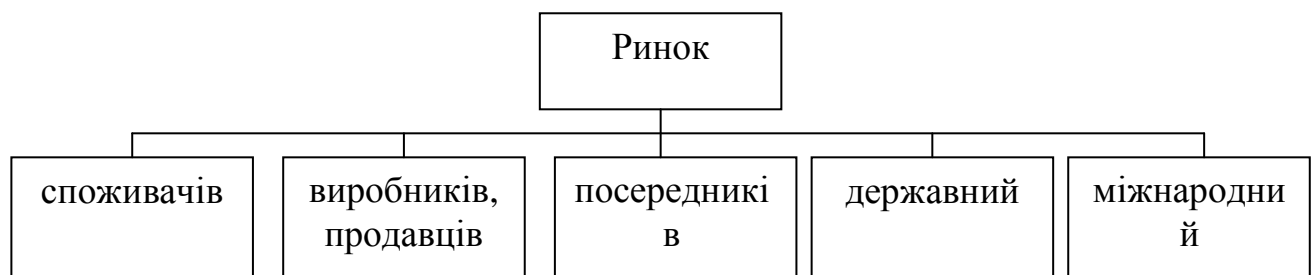 Ринок
споживачів
виробників,
продавців
посередникі
в
державний
міжнародни
й